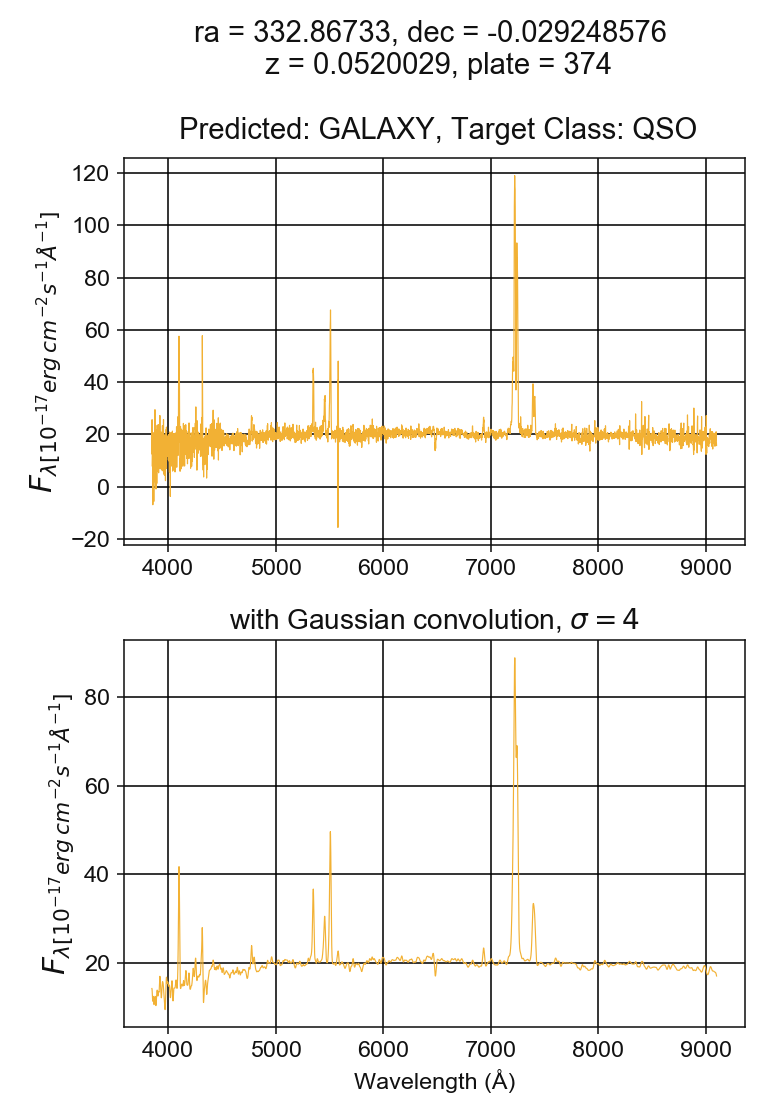 ra = 332.86733, dec = -0.029248576
z = 0.0520029, plate = 374
Predicted: GALAXY, Target Class: QSO
120
100
80
60
40
20
0
−20
F_λ[10^−17 erg cm^−2 s^−1 Å^−1]
4000 5000 6000 7000 8000 9000
with Gaussian convolution, σ = 4
80
60
40
20
F_λ[10^−17 erg cm^−2 s^−1 Å^−1]
4000 5000 6000 7000 8000 9000
Wavelength (Å)